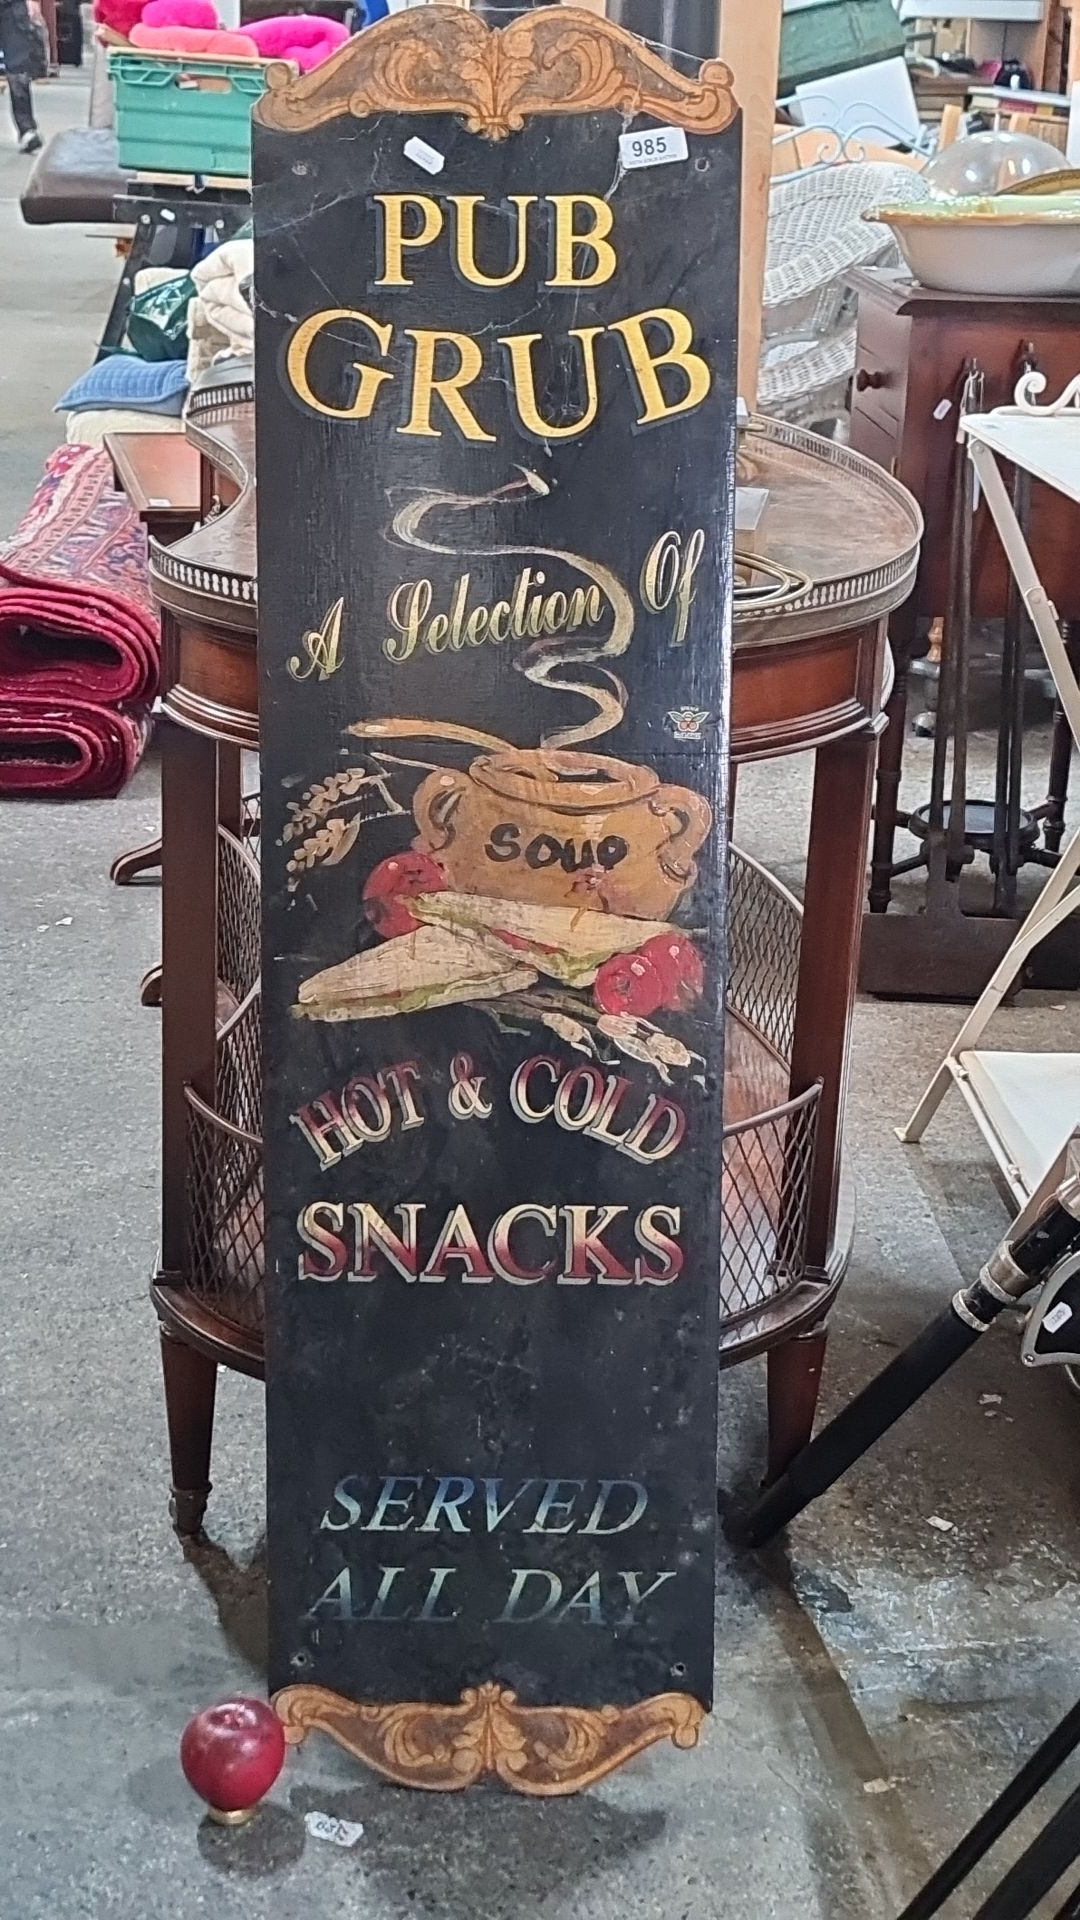 985
PUB
GRUB
A Selection Of
SOUP
HOT & COLD
SNACKS
SERVED
ALL DAY